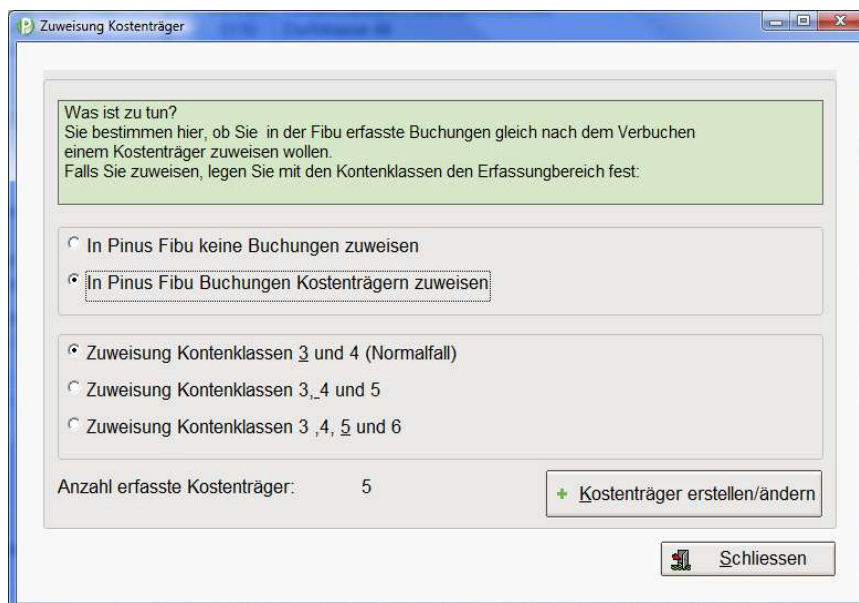 Zuweisung Kostenträger
Was ist zu tun?
Sie bestimmen hier, ob Sie in der Fibu erfasste Buchungen gleich nach dem Verbuchen
einem Kostenträger zuweisen wollen.
Falls Sie zuweisen, legen Sie mit den Kontenklassen den Erfassungbereich fest:
In Pinus Fibu keine Buchungen zuweisen
In Pinus Fibu Buchungen Kostenträgern zuweisen
Zuweisung Kontenklassen 3 und 4 (Normalfall)
Zuweisung Kontenklassen 3, 4 und 5
Zuweisung Kontenklassen 3 ,4, 5 und 6
Anzahl erfasste Kostenträger: 5
Kostenträger erstellen/ändern
Schliessen